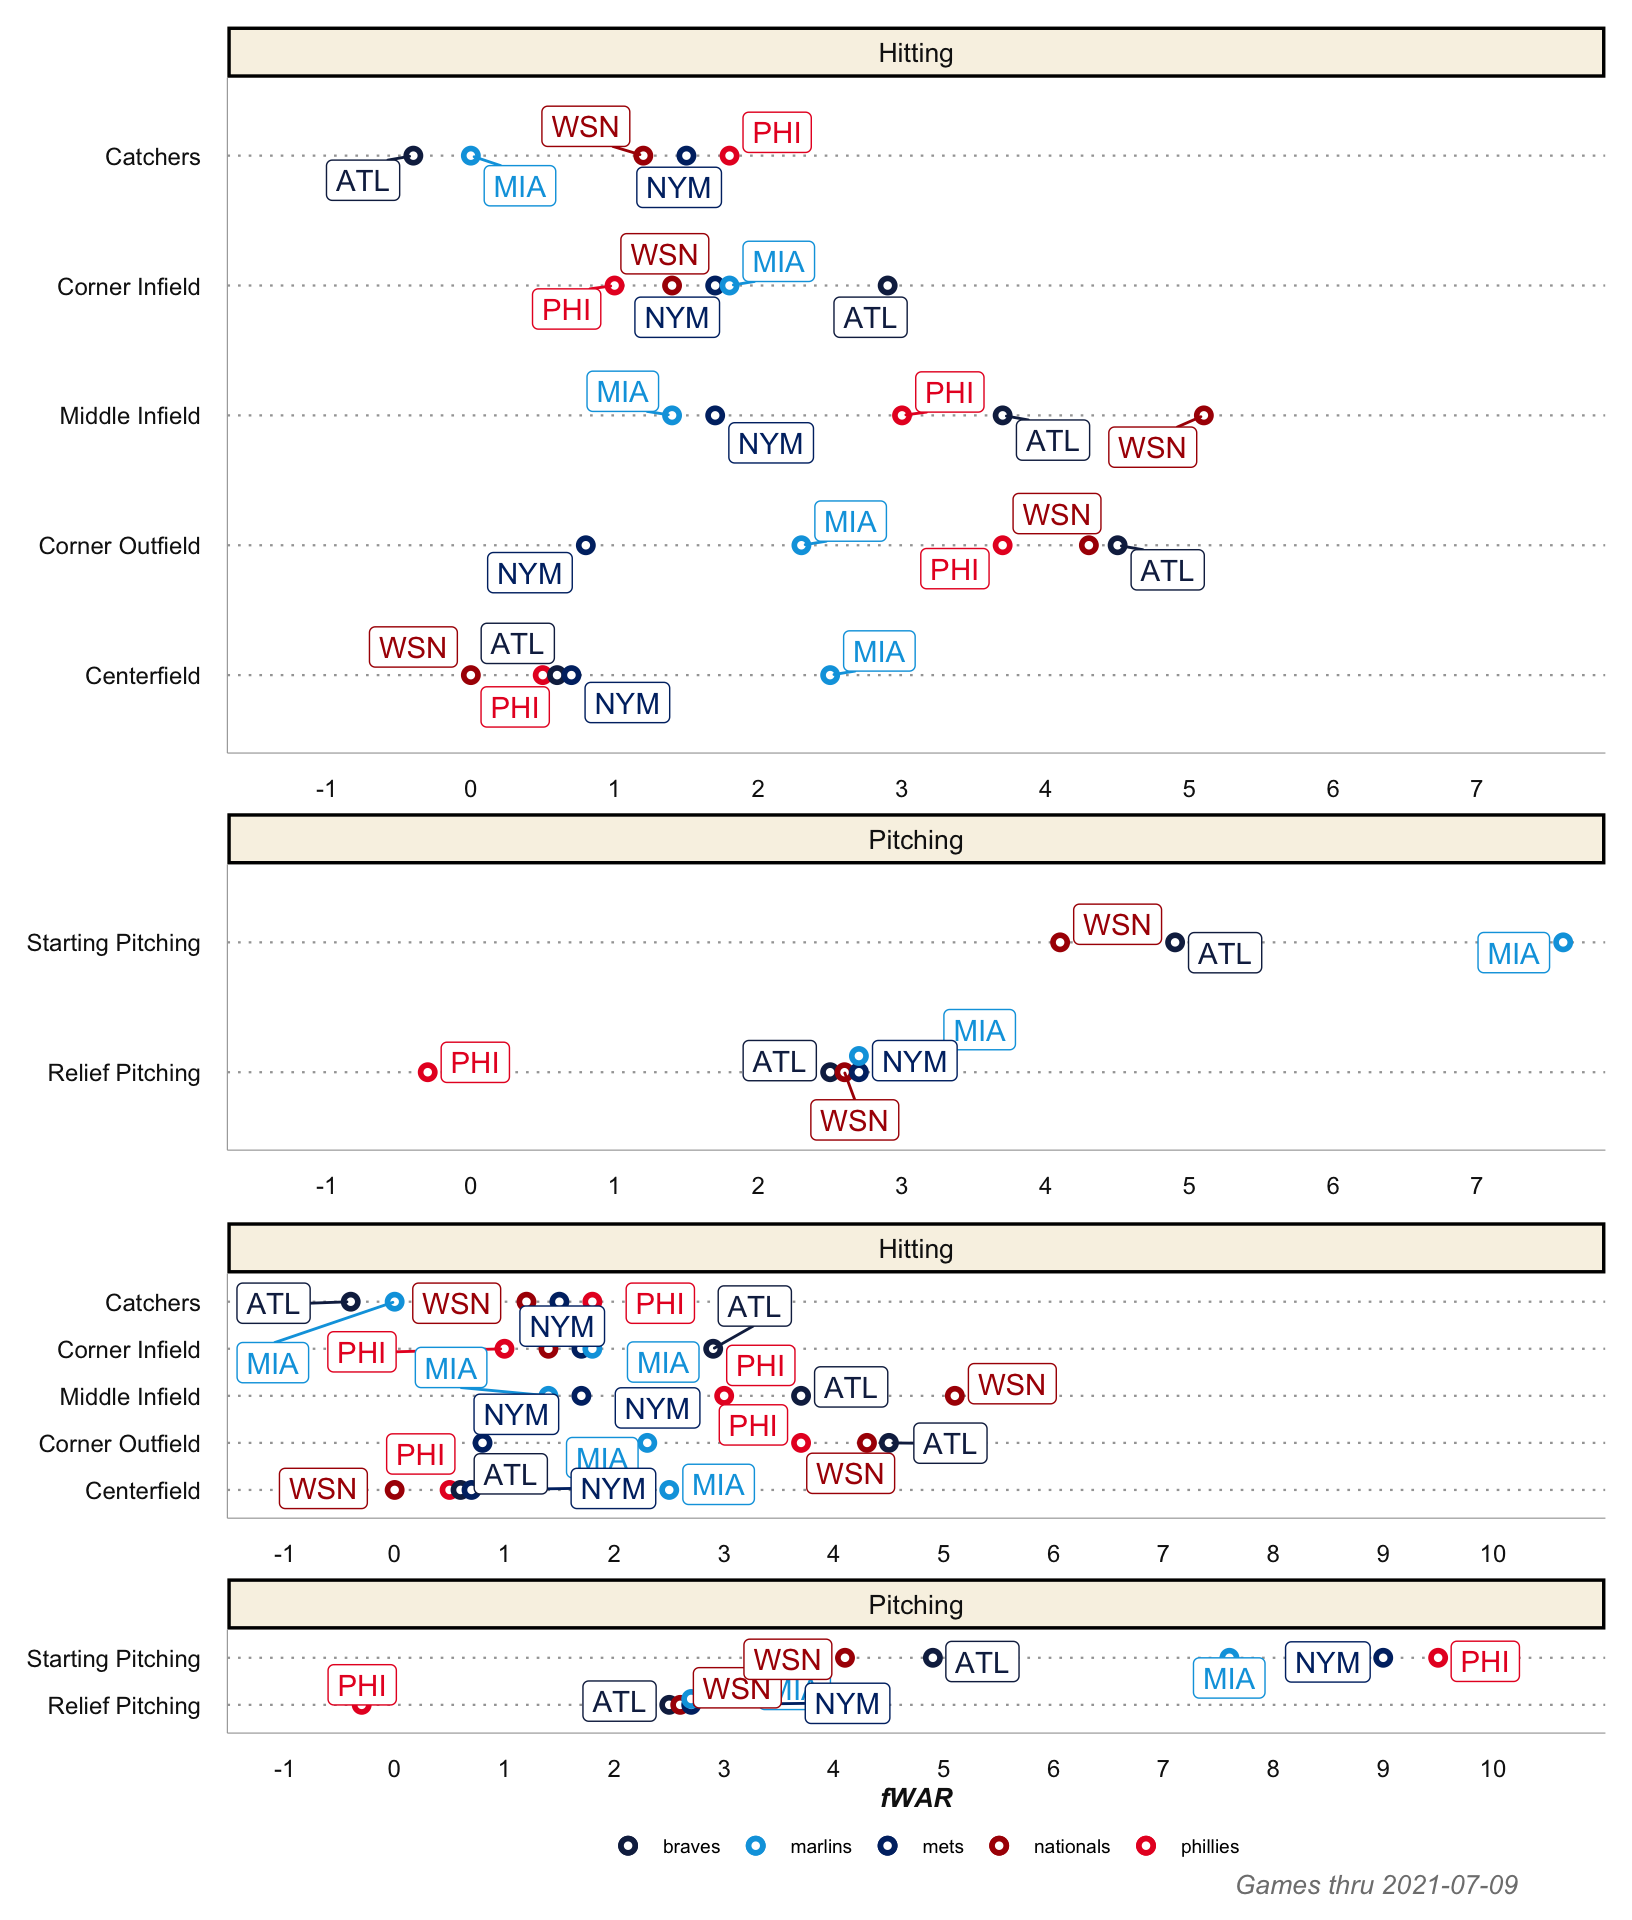 Hitting
WSN PHI
Catchers
ATL MIA NYM
WSN MIA
Corner Infield
PHI NYM ATL
MIA PHI
Middle Infield
NYM ATL WSN
MIA WSN
Corner Outfield
NYM PHI ATL
WSN ATL MIA
Centerfield
PHI NYM
-1 0 1 2 3 4 5 6 7
Pitching
WSN
Starting Pitching
ATL MIA
MIA
Relief Pitching
PHI ATL NYM
WSN
-1 0 1 2 3 4 5 6 7
Hitting
Catchers
ATL WSN PHI ATL
NYM
Corner Infield
MIA PHI MIA MIA PHI
Middle Infield
ATL WSN
NYM NYM PHI
Corner Outfield
PHI MIA ATL
ATL WSN
Centerfield
WSN NYM MIA
-1 0 1 2 3 4 5 6 7 8 9 10
Pitching
Starting Pitching
WSN ATL MIA NYM PHI
PHI WSN MIA
Relief Pitching
ATL NYM
-1 0 1 2 3 4 5 6 7 8 9 10
fWAR
braves marlins mets nationals phillies
Games thru 2021-07-09